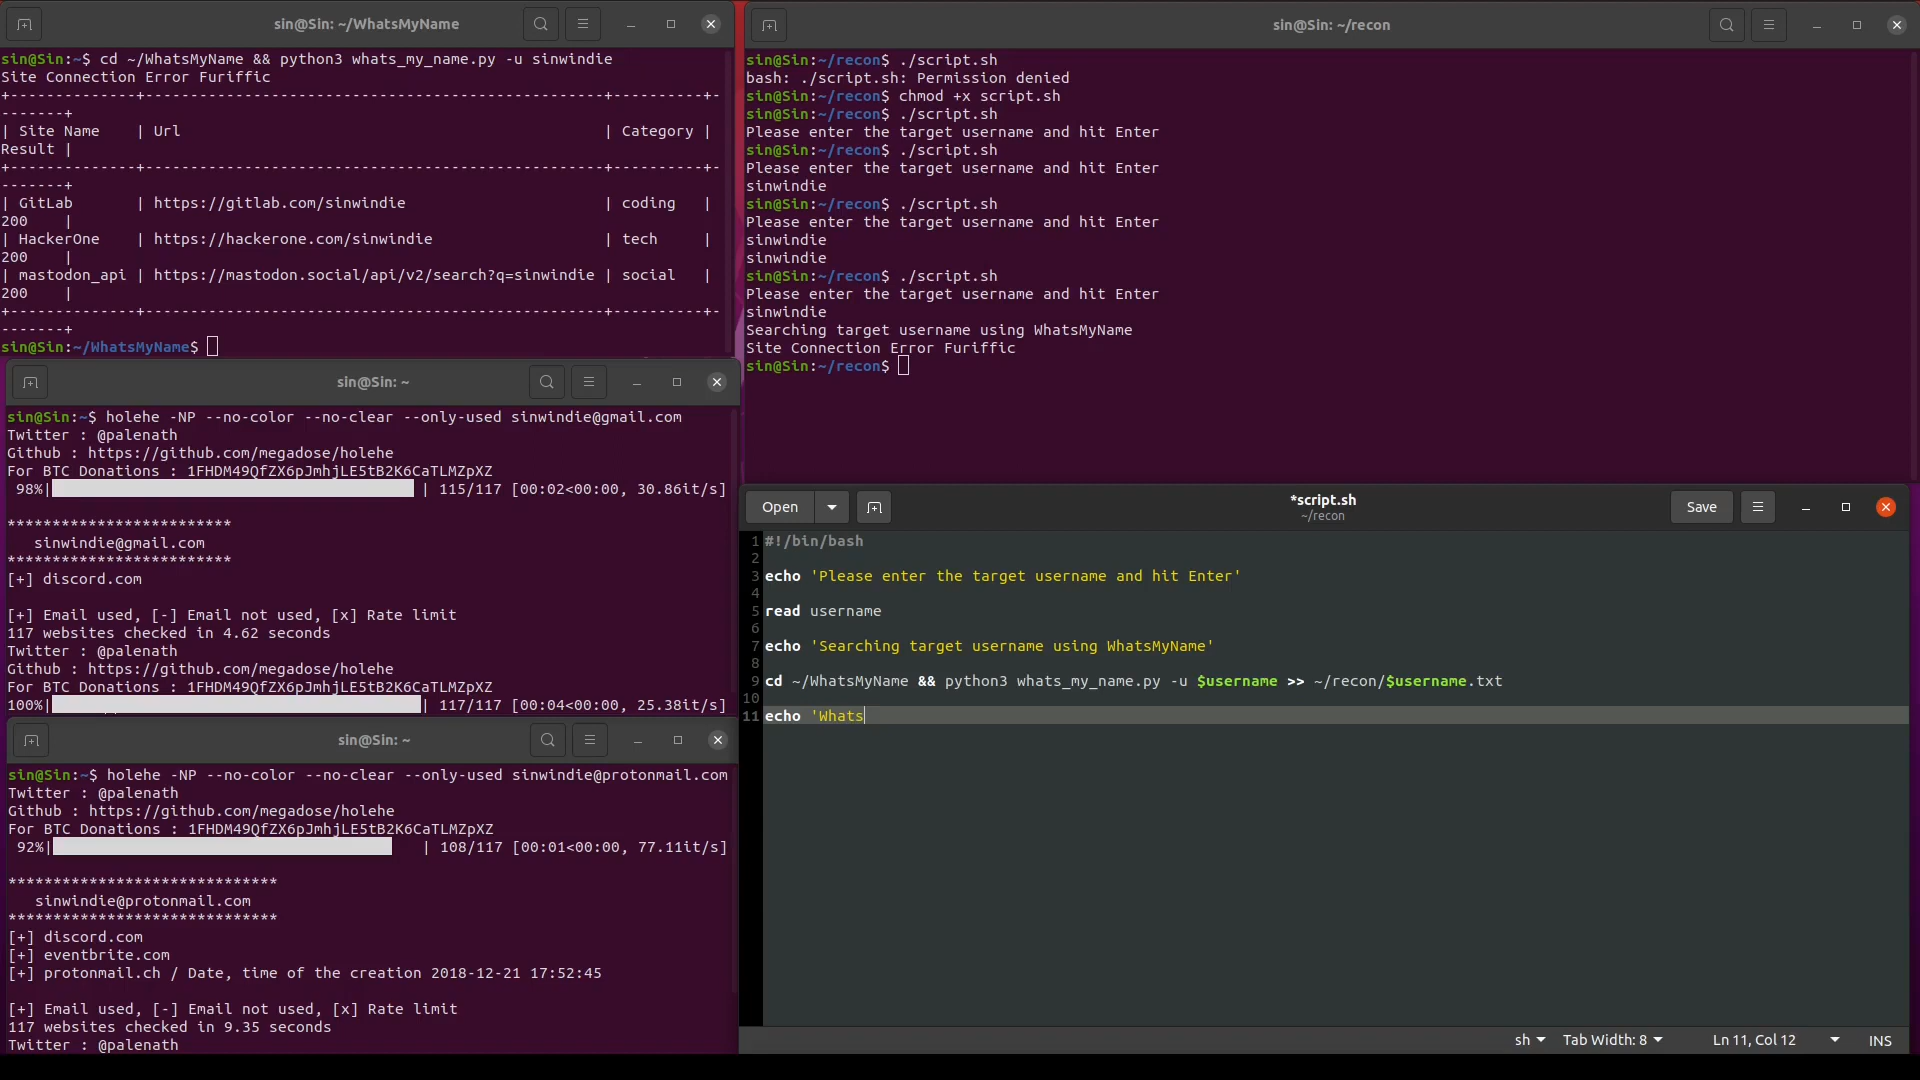 sin@Sin: ~/WhatsMyName
sin@Sin:~$ cd ~/WhatsMyName && python3 whats_my_name.py -u sinwindie
Site Connection Error Furiffic
+--------------+---------------------------------------------------+----------+-
-------+
| Site Name    | Url                                               | Category |
Result |
+--------------+---------------------------------------------------+----------+-
-------+
| GitLab       | https://gitlab.com/sinwindie                      | coding   |
200    |
| HackerOne    | https://hackerone.com/sinwindie                   | tech     |
200    |
| mastodon_api | https://mastodon.social/api/v2/search?q=sinwindie | social   |
200    |
+--------------+---------------------------------------------------+----------+-
-------+
sin@Sin:~/WhatsMyName$
sin@Sin: ~
sin@Sin:~$ holehe -NP --no-color --no-clear --only-used sinwindie@gmail.com
Twitter : @palenath
Github : https://github.com/megadose/holehe
For BTC Donations : 1FHDM49QfZX6pJmhjLE5tB2K6CaTLMZpXZ
98%| | 115/117 [00:02<00:00, 30.86it/s]
*************************
sinwindie@gmail.com
*************************
[+] discord.com
[+] Email used, [-] Email not used, [x] Rate limit
117 websites checked in 4.62 seconds
Twitter : @palenath
Github : https://github.com/megadose/holehe
For BTC Donations : 1FHDM49QfZX6pJmhjLE5tB2K6CaTLMZpXZ
100%| | 117/117 [00:04<00:00, 25.38it/s]
sin@Sin: ~
sin@Sin:~$ holehe -NP --no-color --no-clear --only-used sinwindie@protonmail.com
Twitter : @palenath
Github : https://github.com/megadose/holehe
For BTC Donations : 1FHDM49QfZX6pJmhjLE5tB2K6CaTLMZpXZ
92%| | 108/117 [00:01<00:00, 77.11it/s]
******************************
sinwindie@protonmail.com
******************************
[+] discord.com
[+] eventbrite.com
[+] protonmail.ch / Date, time of the creation 2018-12-21 17:52:45
[+] Email used, [-] Email not used, [x] Rate limit
117 websites checked in 9.35 seconds
Twitter : @palenath
sin@Sin: ~/recon
sin@Sin:~/recon$ ./script.sh
bash: ./script.sh: Permission denied
sin@Sin:~/recon$ chmod +x script.sh
sin@Sin:~/recon$ ./script.sh
Please enter the target username and hit Enter
sin@Sin:~/recon$ ./script.sh
Please enter the target username and hit Enter
sinwindie
sin@Sin:~/recon$ ./script.sh
Please enter the target username and hit Enter
sinwindie
sinwindie
sin@Sin:~/recon$ ./script.sh
Please enter the target username and hit Enter
sinwindie
Searching target username using WhatsMyName
Site Connection Error Furiffic
sin@Sin:~/recon$
Open
*script.sh
~/recon
Save
1 #!/bin/bash
2
3 echo 'Please enter the target username and hit Enter'
4
5 read username
6
7 echo 'Searching target username using WhatsMyName'
8
9 cd ~/WhatsMyName && python3 whats_my_name.py -u $username >> ~/recon/$username.txt
10
11 echo 'Whats
sh Tab Width: 8 Ln 11, Col 12 INS